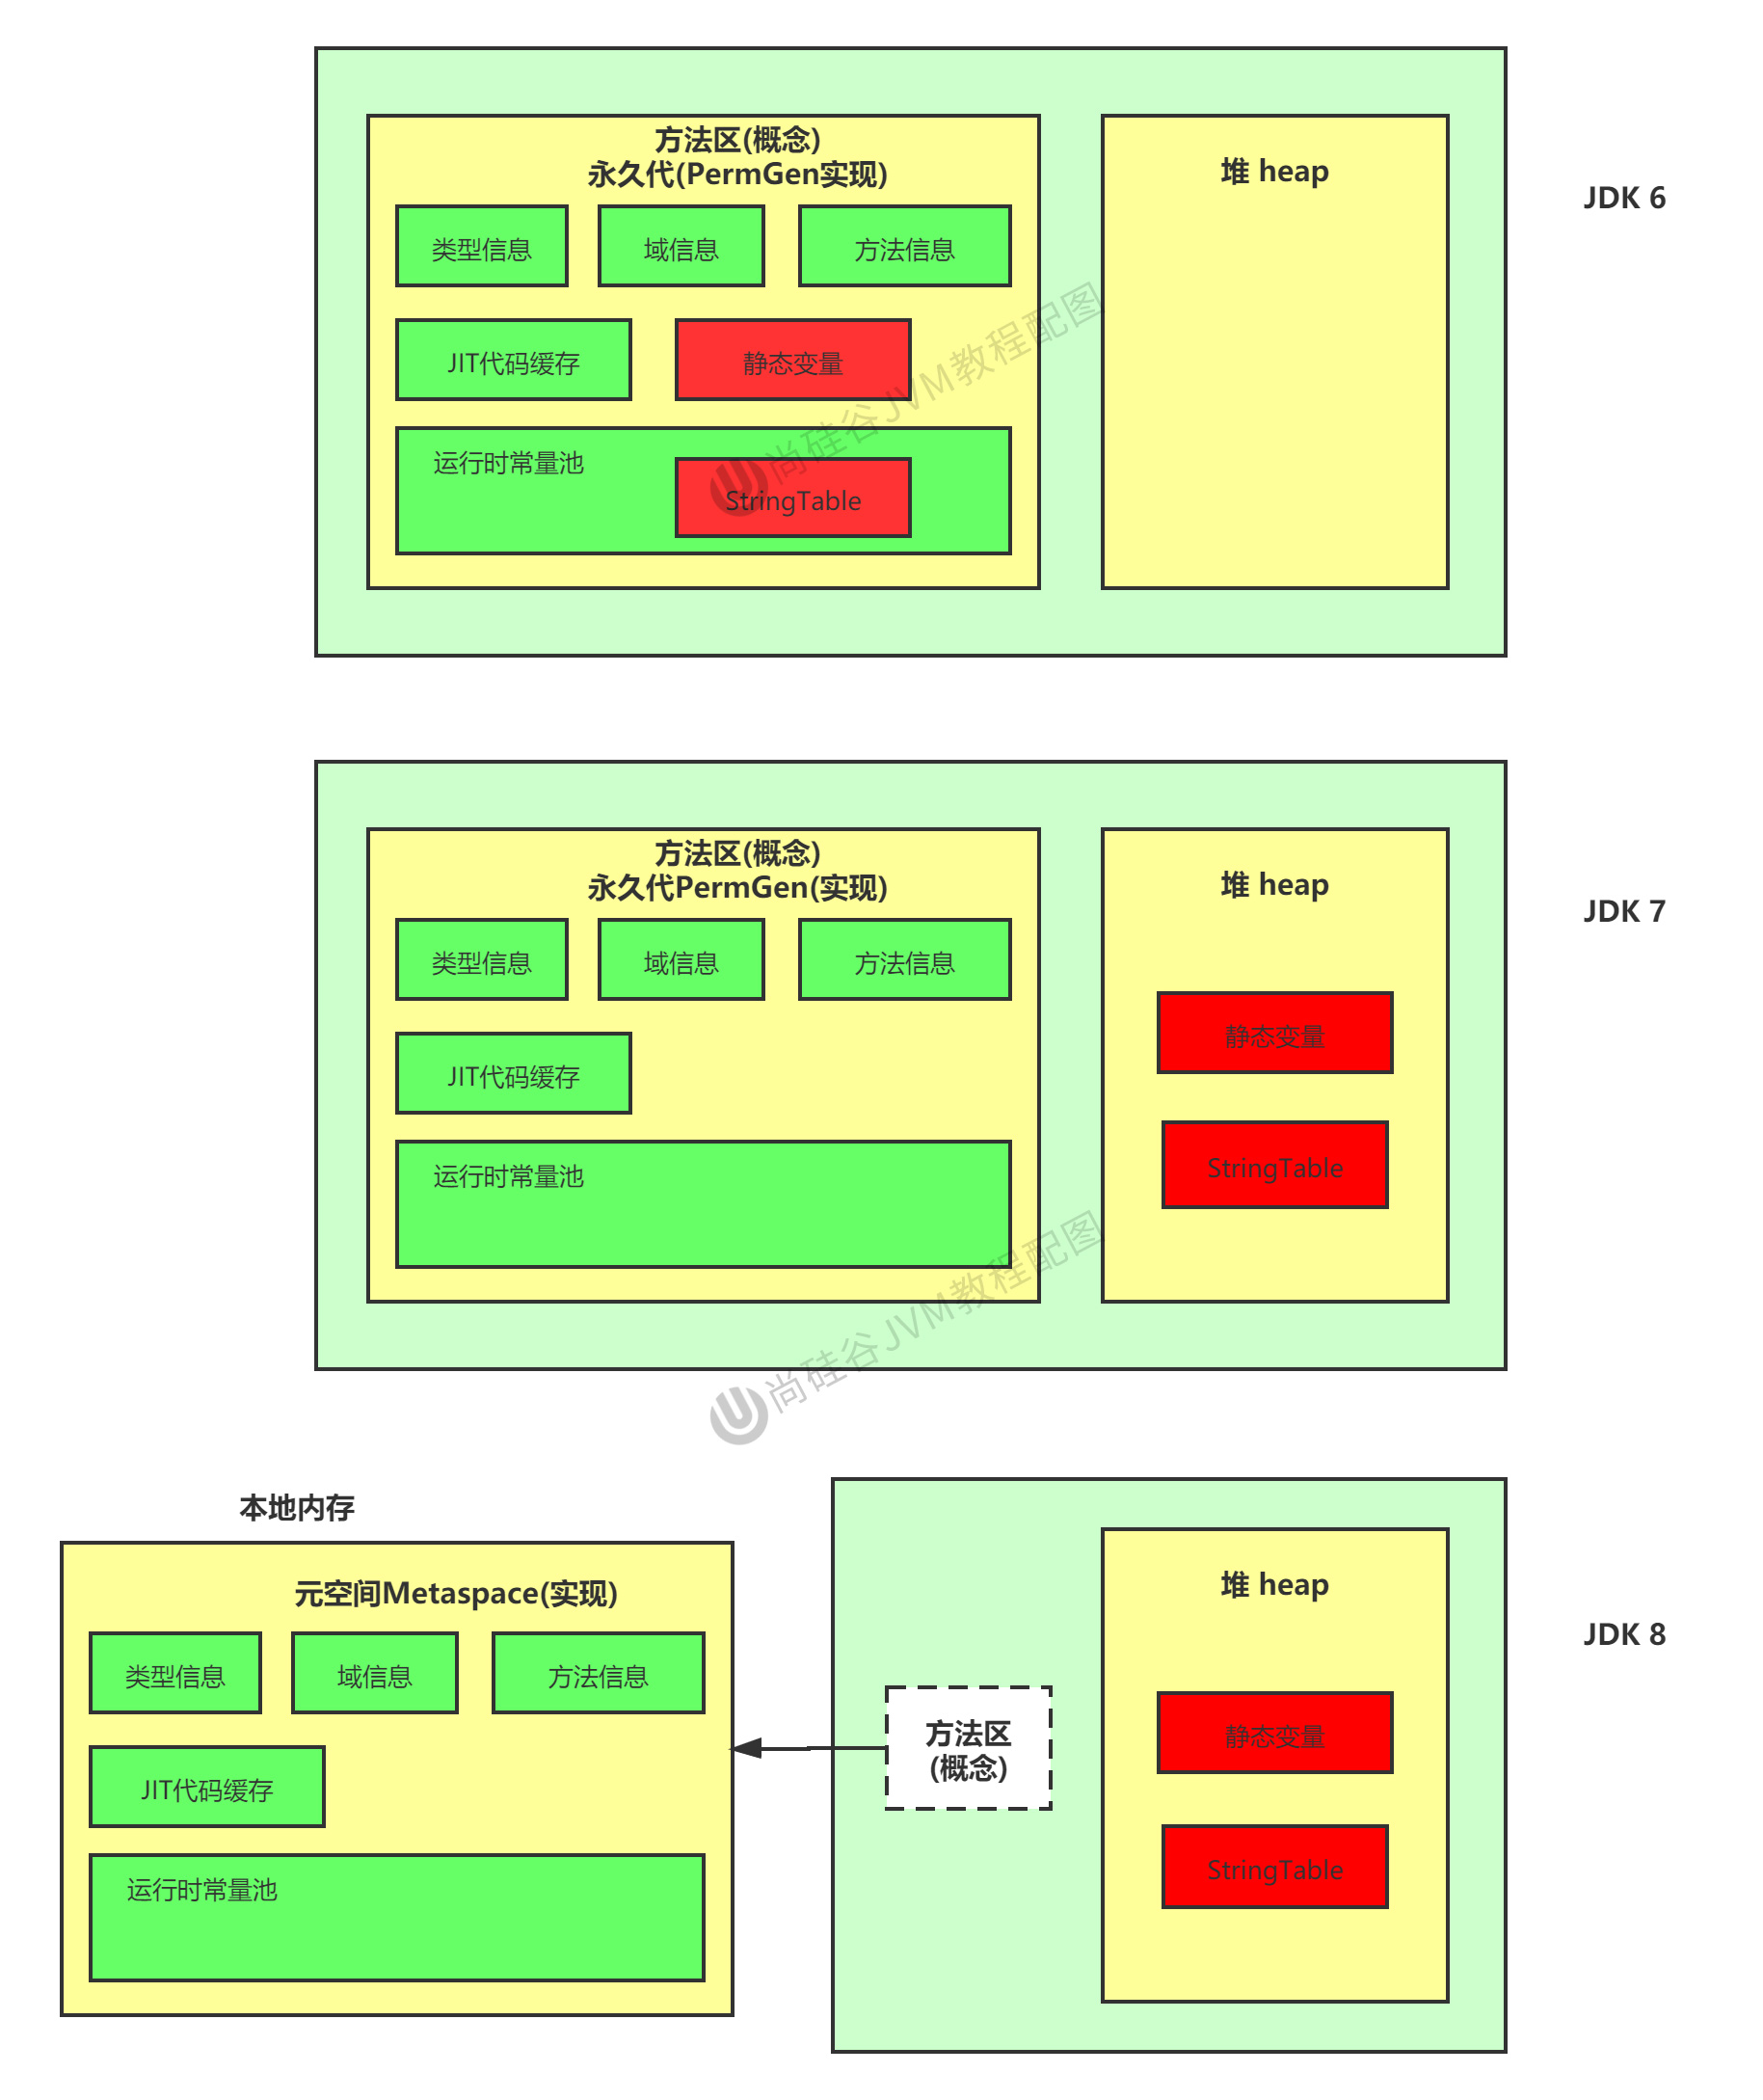 方法区(概念)
永久代(PermGen实现)
堆 heap
JDK 6
类型信息
域信息
方法信息
JIT代码缓存
静态变量
运行时常量池
StringTable
尚硅谷JVM教程配图
方法区(概念)
永久代PermGen(实现)
堆 heap
JDK 7
类型信息
域信息
方法信息
静态变量
JIT代码缓存
StringTable
运行时常量池
尚硅谷JVM教程配图
本地内存
元空间Metaspace(实现)
堆 heap
JDK 8
类型信息
域信息
方法信息
方法区
(概念)
静态变量
JIT代码缓存
StringTable
运行时常量池